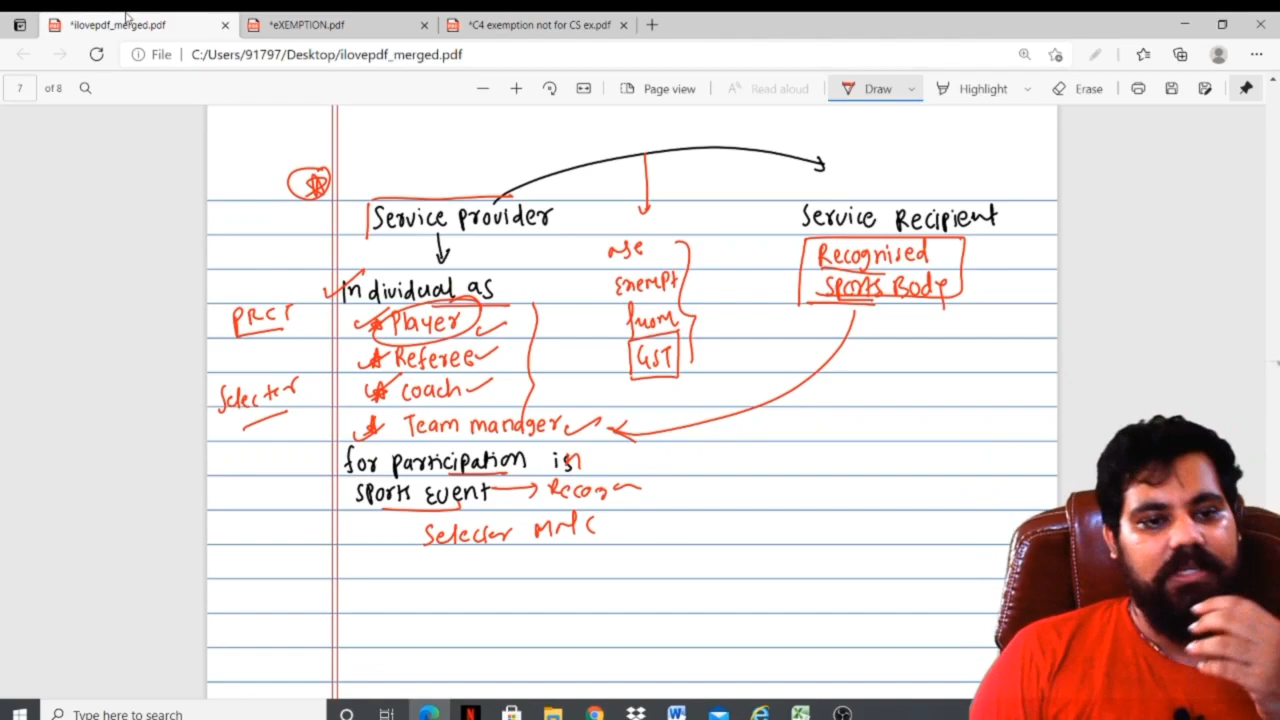 *ilovepdf_merged.pdf
*eXEMPTION.pdf
*C4 exemption not for CS ex.pdf
File
C:/Users/91797/Desktop/ilovepdf_merged.pdf
7 of 8
Page view
Read aloud
Draw
Highlight
Erase
Service provider
Service Recipient
Recognised
Sports Body
Individual as
exempt
from
GST
PRCT
Player
Referee
Coach
Selector
Team manager
for participation in
Sports Event
Selecter
Type here to search